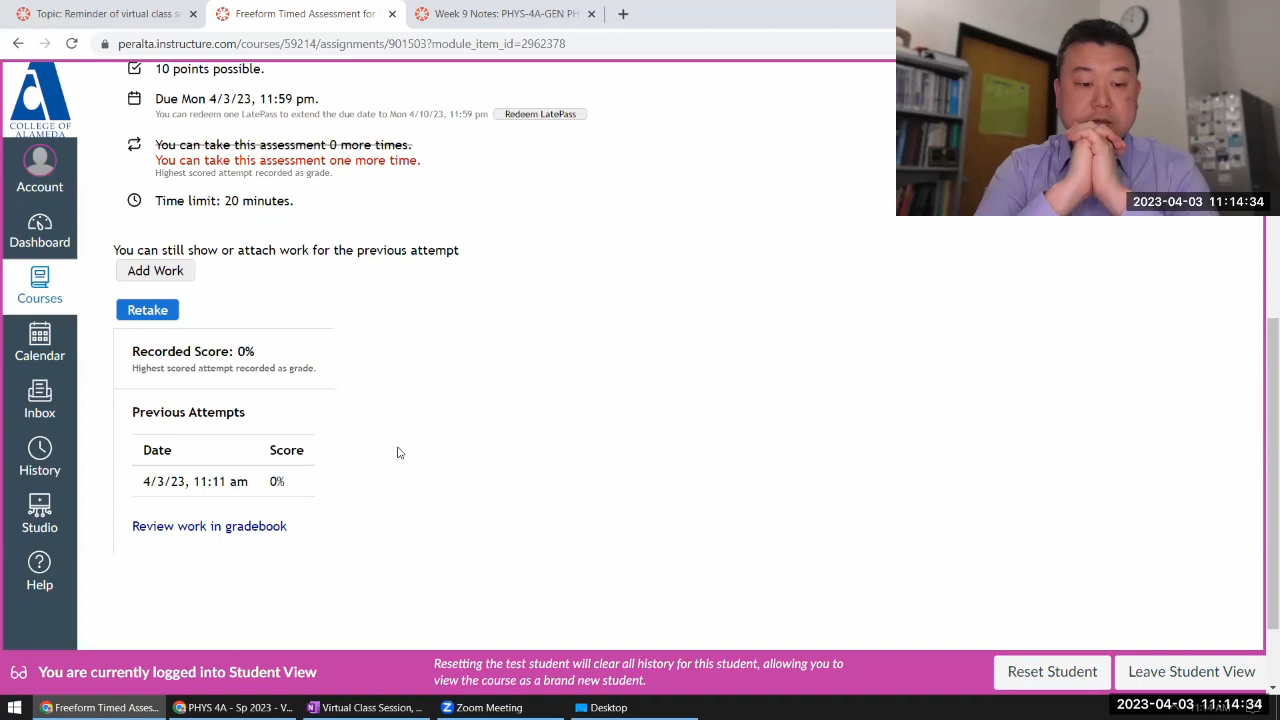 Topic: Reminder of virtual class s
Freeform Timed Assessment for
Week 9 Notes: PHYS-4A-GEN PH
peralta.instructure.com/courses/59214/assignments/901503?module_item_id=2962378
2023-04-03 11:14:34
COLLEGE OF
ALAMEDA
Account
Dashboard
Courses
Calendar
Inbox
History
Studio
Help
10 points possible.
Due Mon 4/3/23, 11:59 pm.
You can redeem one LatePass to extend the due date to Mon 4/10/23, 11:59 pm Redeem LatePass
You can take this assessment 0 more times.
You can take this assessment one more time.
Highest scored attempt recorded as grade.
Time limit: 20 minutes.
You can still show or attach work for the previous attempt
Add Work
Retake
Recorded Score: 0%
Highest scored attempt recorded as grade.
Previous Attempts
Date Score
4/3/23, 11:11 am 0%
Review work in gradebook
You are currently logged into Student View
Resetting the test student will clear all history for this student, allowing you to
view the course as a brand new student.
Reset Student
Leave Student View
Freeform Timed Asses...
PHYS 4A - Sp 2023 - V...
Virtual Class Session, ...
Zoom Meeting
Desktop
2023-04-03 11:14:34